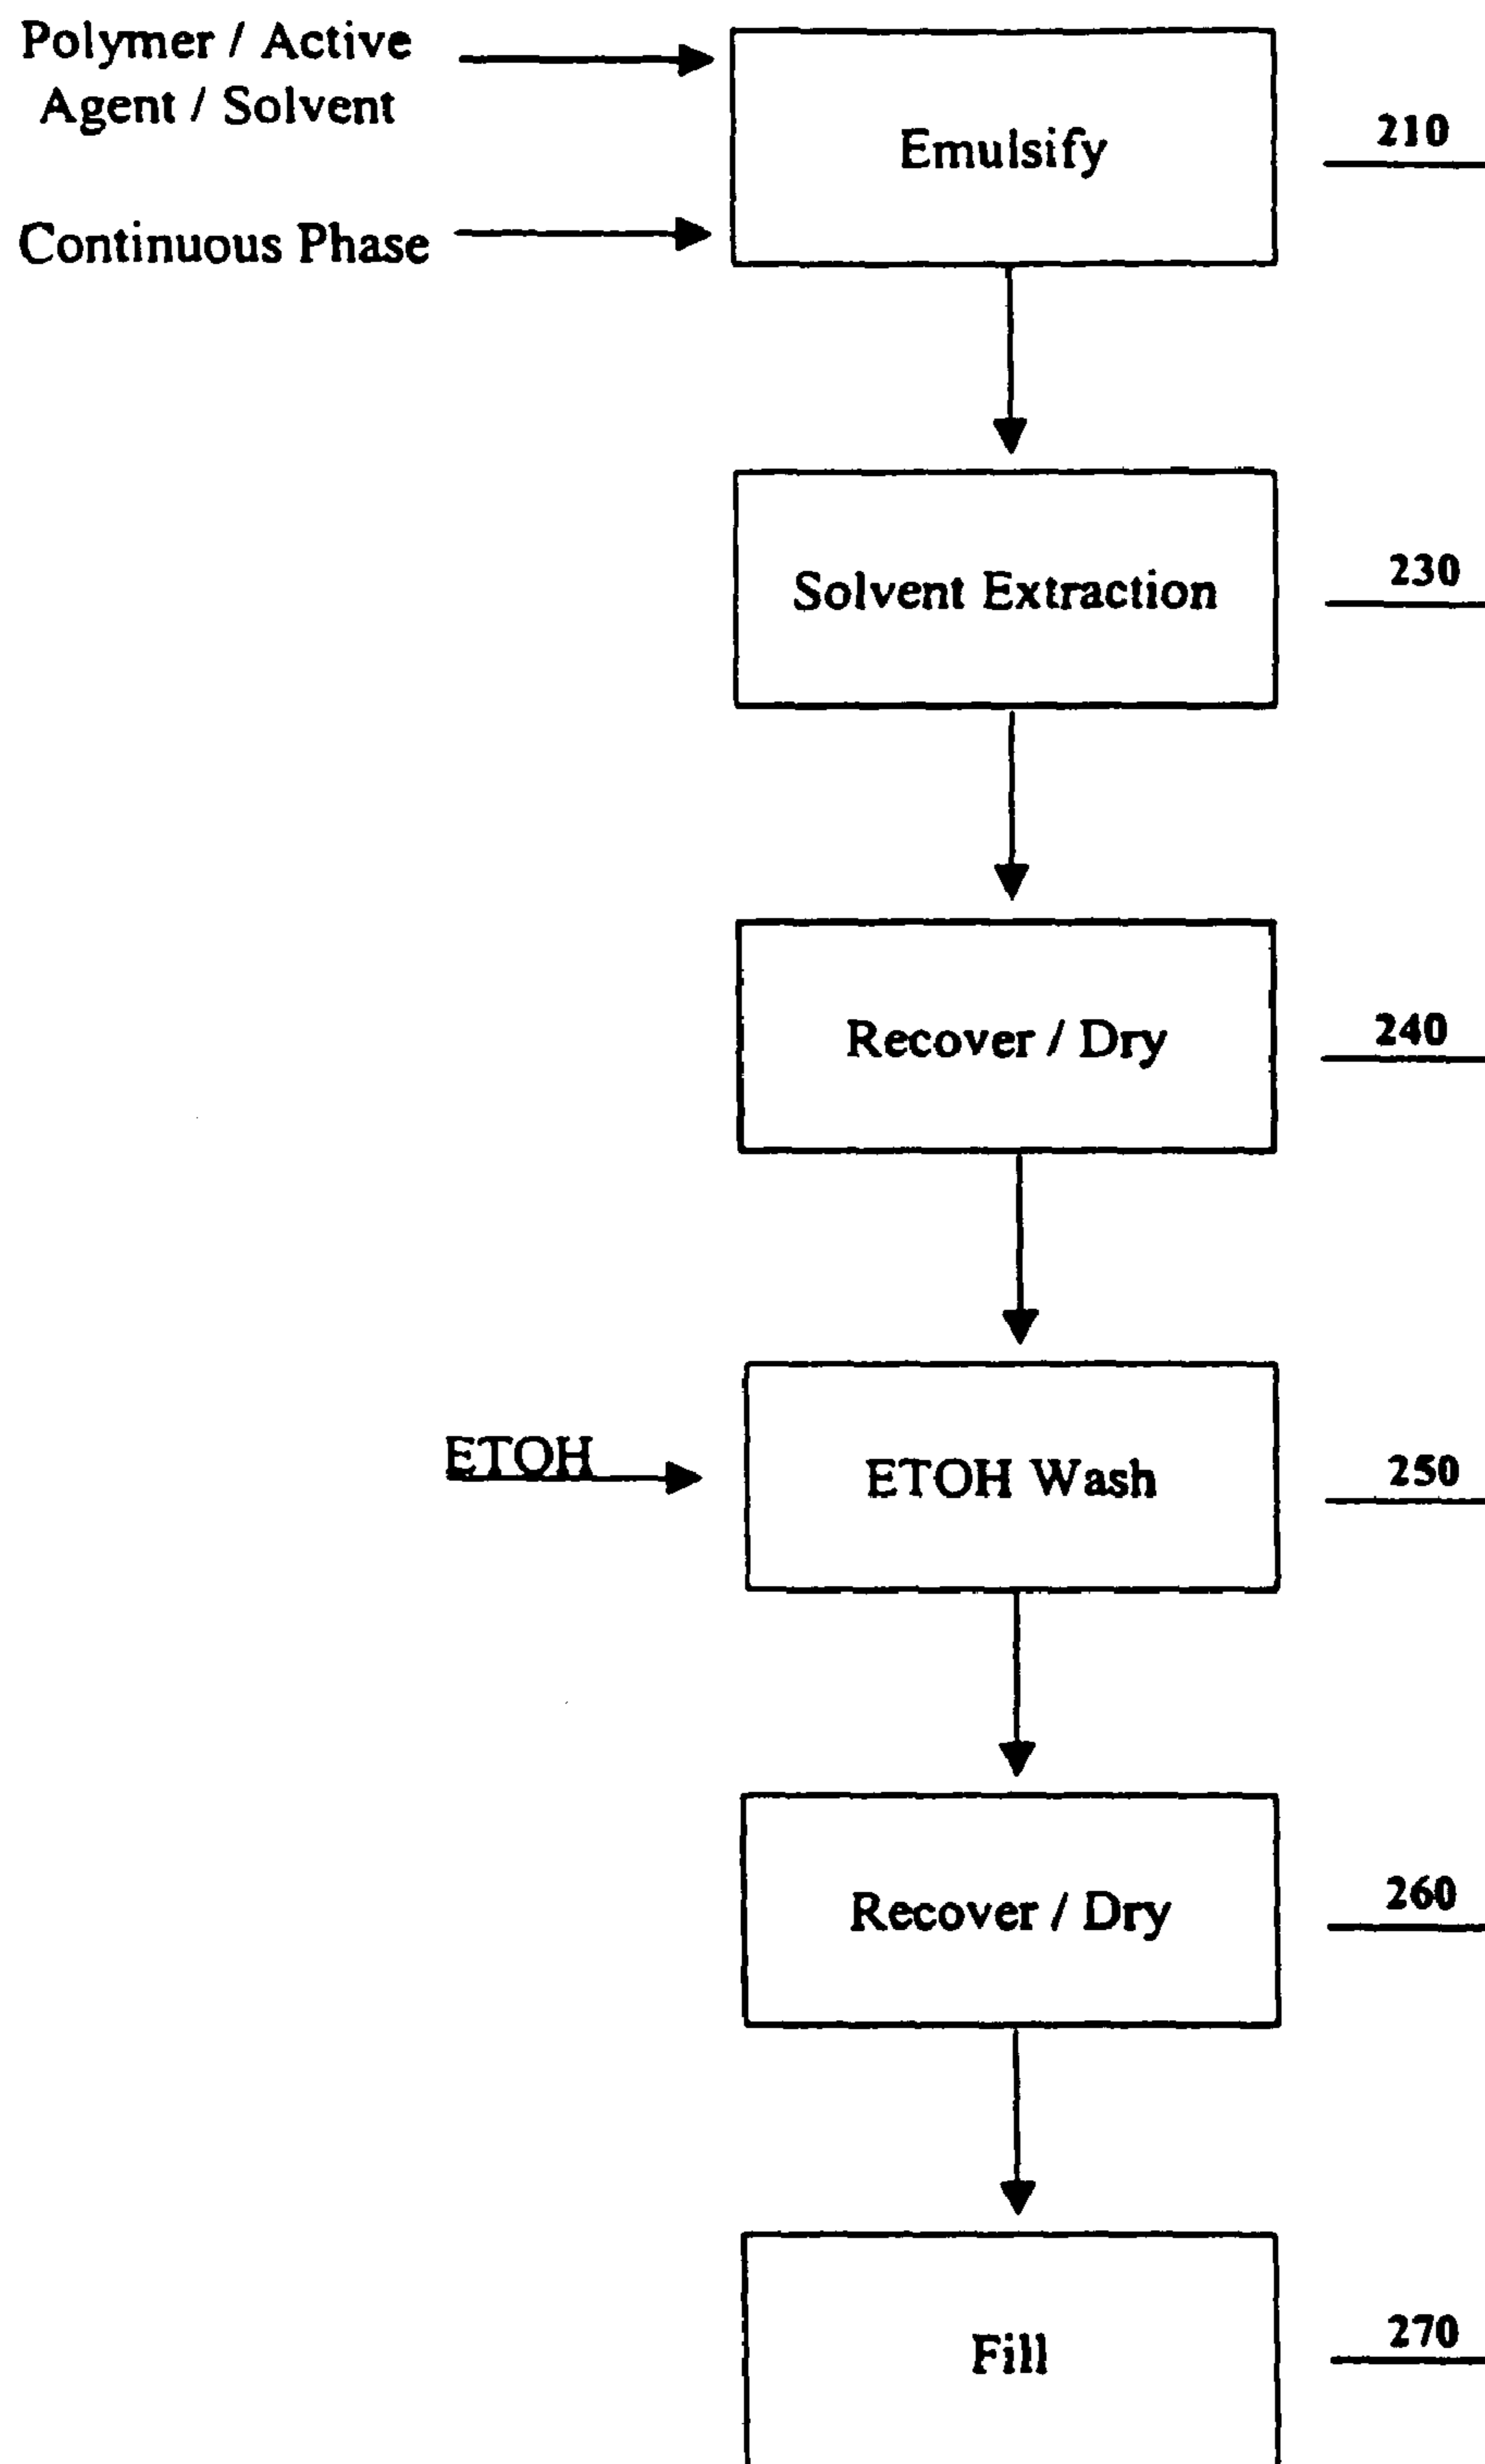 Polymer / Active
Agent / Solvent
Emulsify
210
Continuous Phase
Solvent Extraction
230
Recover / Dry
240
ETOH
ETOH Wash
250
Recover / Dry
260
Fill
270